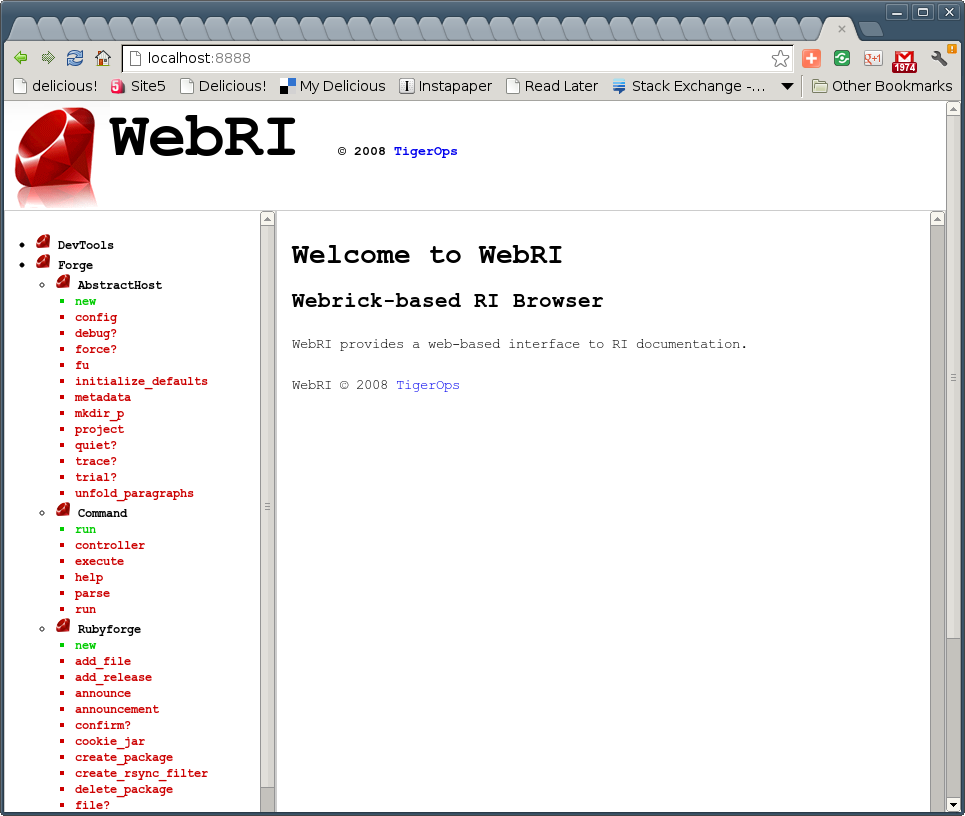 localhost:8888
g+1
1974
delicious!
5 Site5
Delicious!
My Delicious
I Instapaper
Read Later
Stack Exchange -...
Other Bookmarks
WebRI
© 2008 TigerOps
DevTools
Forge
AbstractHost
new
config
debug?
force?
fu
initialize_defaults
metadata
mkdir_p
project
quiet?
trace?
trial?
unfold_paragraphs
Command
run
controller
execute
help
parse
run
Rubyforge
new
add_file
add_release
announce
announcement
confirm?
cookie_jar
create_package
create_rsync_filter
delete_package
file?
Welcome to WebRI
Webrick-based RI Browser
WebRI provides a web-based interface to RI documentation.
WebRI © 2008 TigerOps